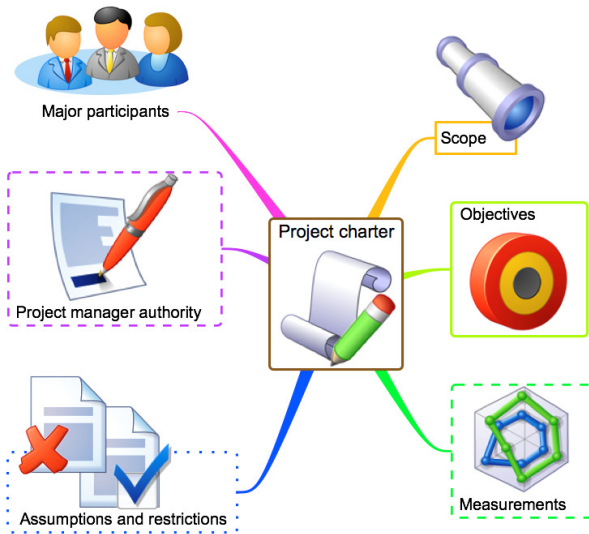 Major participants
Scope
Project manager authority
Project charter
Objectives
Assumptions and restrictions
Measurements